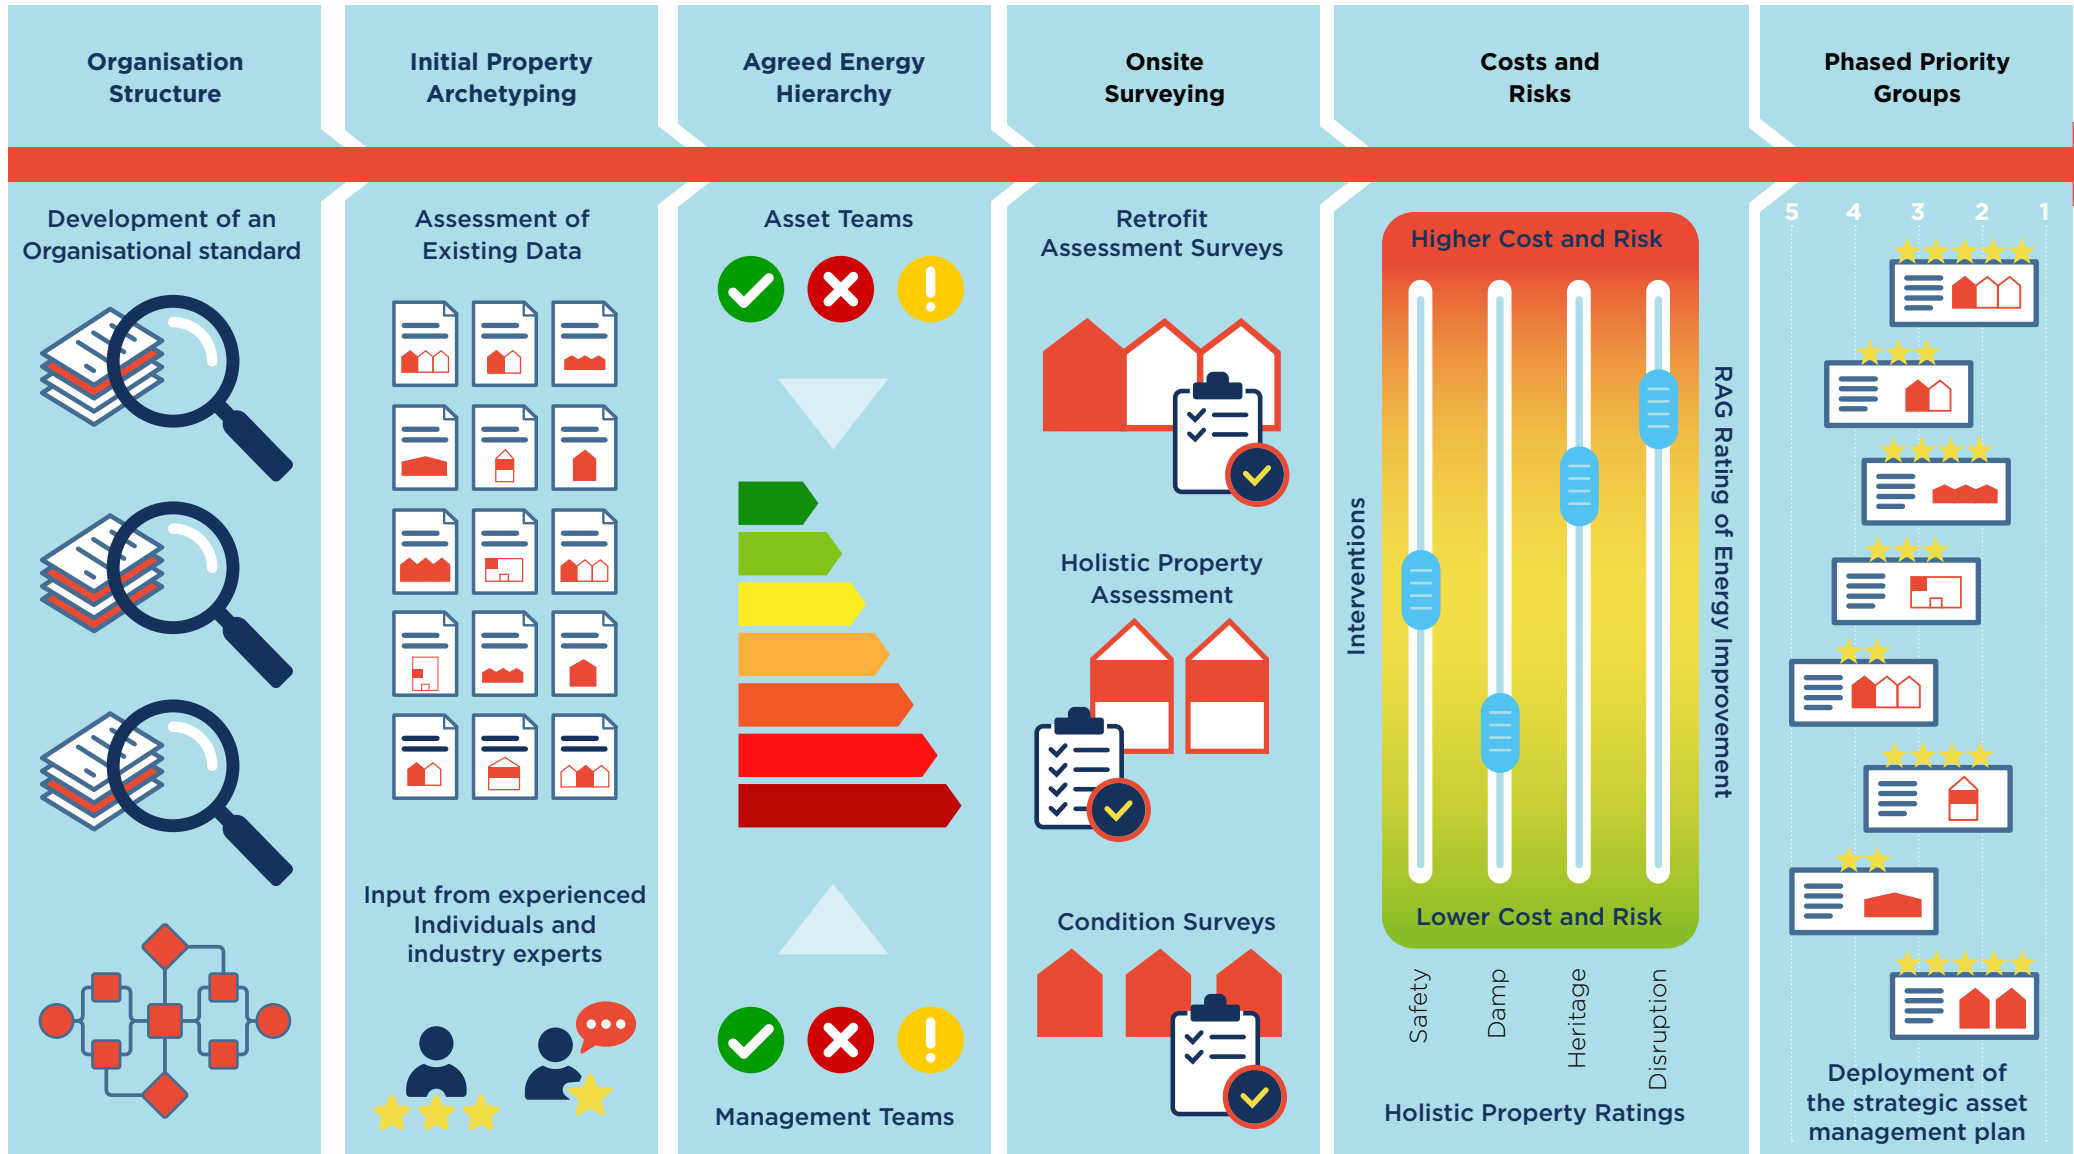 Organisation
Structure
Initial Property
Archetyping
Agreed Energy
Hierarchy
Onsite
Surveying
Costs and
Risks
Phased Priority
Groups
Development of an
Organisational standard
Assessment of
Existing Data
Input from experienced
Individuals and
industry experts
Asset Teams
Management Teams
Retrofit
Assessment Surveys
Holistic Property
Assessment
Condition Surveys
Higher Cost and Risk
Interventions
RAG Rating of Energy Improvement
Lower Cost and Risk
Safety
Damp
Heritage
Disruption
Holistic Property Ratings
5 4 3 2 1
Deployment of
the strategic asset
management plan